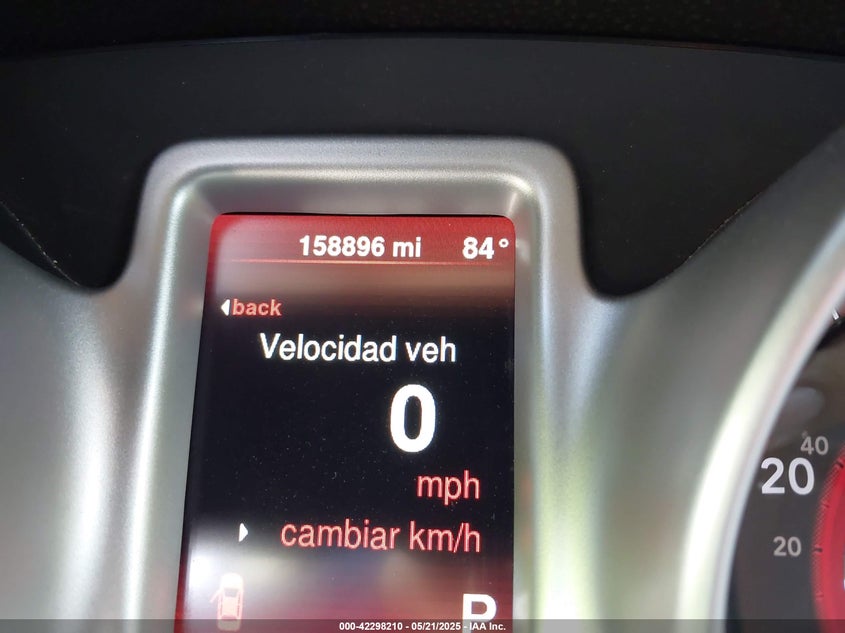 158896 mi 84°
back
Velocidad veh
0
mph
cambiar km/h
P
40
20
20
000-42298210 - 05/21/2025 - IAA Inc.